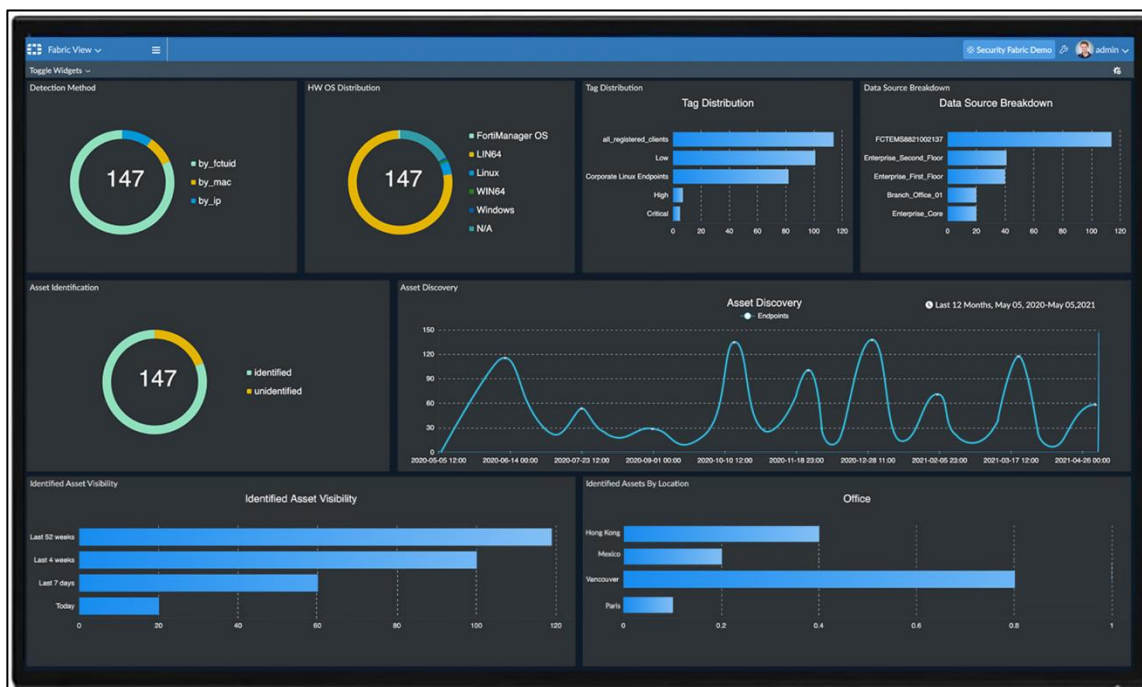 Fabric View
Security Fabric Demo
admin
Toggle Widgets
Detection Method
147
by_fctuid
by_mac
by_ip
HW OS Distribution
147
FortiManager OS
LIN64
Linux
WIN64
Windows
N/A
Tag Distribution
Tag Distribution
all_registered_clients
Low
Corporate Linux Endpoints
High
Critical
0 20 40 60 80 100 120
Data Source Breakdown
Data Source Breakdown
FCTEMS8821002137
Enterprise_Second_Floor
Enterprise_First_Floor
Branch_Office_01
Enterprise_Core
0 20 40 60 80 100 120
Asset Identification
147
identified
unidentified
Asset Discovery
Asset Discovery
Endpoints
Last 12 Months, May 05, 2020-May 05,2021
150
120
90
60
30
0
2020-05-05 12:00 2020-06-14 00:00 2020-07-23 12:00 2020-09-01 00:00 2020-10-10 12:00 2020-11-18 23:00 2020-12-28 11:00 2021-02-05 23:00 2021-03-17 12:00 2021-04-26 00:00
Identified Asset Visibility
Identified Asset Visibility
Last 52 weeks
Last 4 weeks
Last 7 days
Today
0 20 40 60 80 100 120
Identified Assets By Location
Office
Hong Kong
Mexico
Vancouver
Paris
0 0.2 0.4 0.6 0.8 1